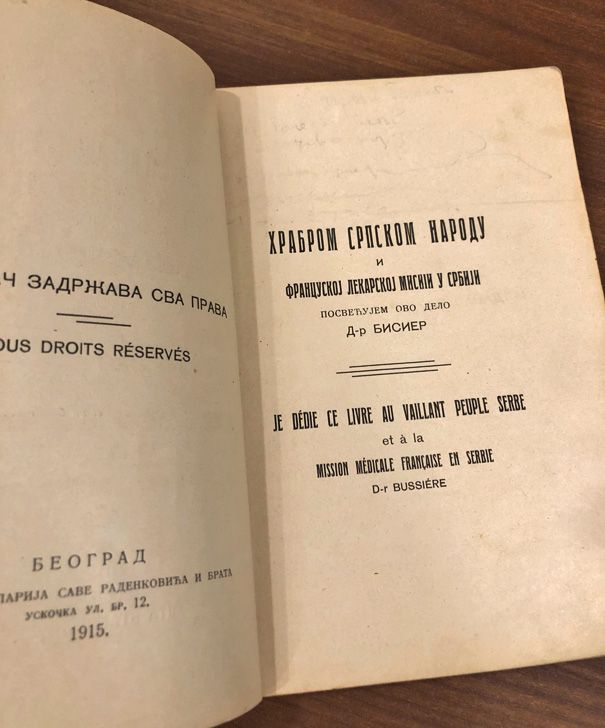 ЗАДРЖАВА СВА ПРАВА
OUS DROITS RÉSERVÉS
БЕОГРАД
САВЕ РАДЕНКОВИЋА И БРАТА
УСКОЧКА УЛ. БР. 12.
1915.
ХРАБРОМ СРПСКОМ НАРОДУ
И
ФРАНЦУСКОЈ ЛЕКАРСКОЈ МИСИЈИ У СРБИЈИ
ПОСВЕЋУЈЕМ ОВО ДЕЛО
Д-р БИСИЕР
JE DÉDIE CE LIVRE AU VAILLANT PEUPLE SERBE
et à la
MISSION MÉDICALE FRANÇAISE EN SERBIE
D-r BUSSIÉRE